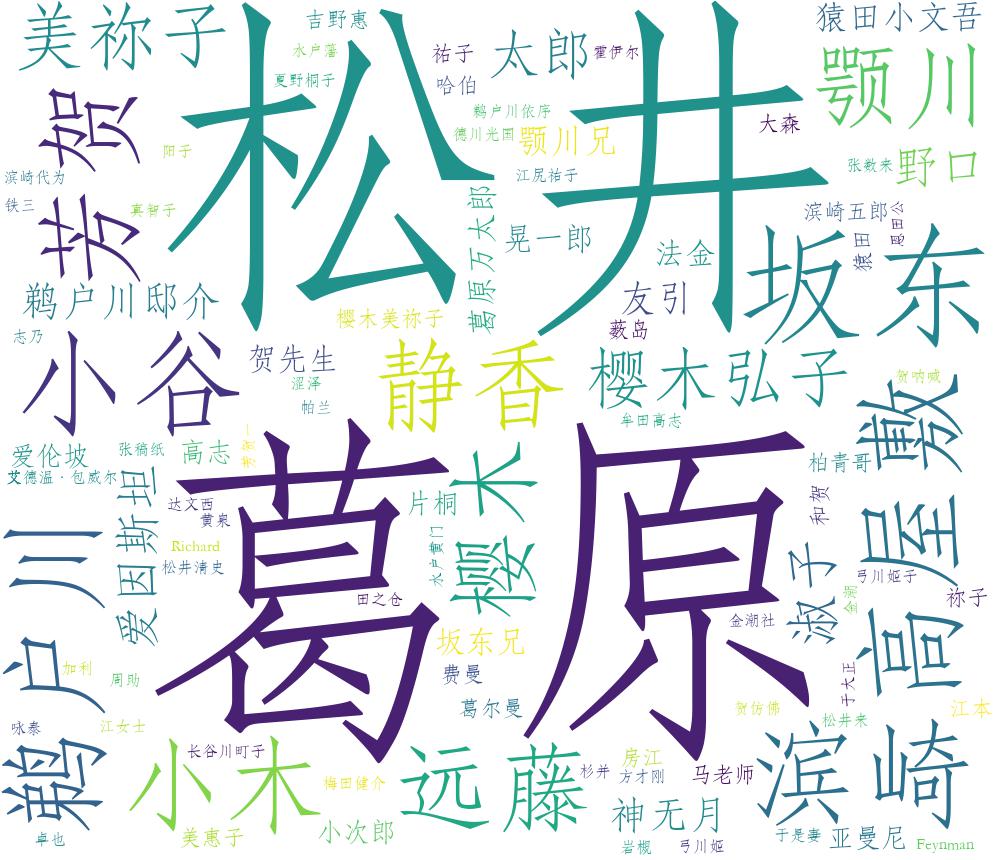 美祢子
吉野惠
水户藩
夏野桐子
松井
祐子
太郎
霍伊尔
哈伯
猿田小文吾
颚川
芳贺
鹈户川依序
德川光国
颚川兄
大森
阳子
滨崎代为
铁三
真智子
江尻祐子
张数来
野口
葛原万太郎
晃一郎
法金
滨崎五郎
恩田公
猿田
坂东
鹈户川邸介
志乃
樱木美祢子
友引
薮岛
小谷
贺先生
涩泽
帕兰
静香
樱木弘子
贺呐喊
牟田高志
高屋敷
爱伦坡
张稿纸
高志
艾德温·包威尔
爱因斯坦
达文西
黄泉
Richard
松井清史
葛原
片桐
樱木
水户黄门
田之仓
柏青哥
和贺
淑子
弓川姬子
金潮
祢子
金潮社
鹈户川
加利
周助
坂东兄
费曼
葛尔曼
于大正
贺仿佛
松井来
江本
咏泰
江女士
长谷川町子
小木
梅田健介
远藤
杉并
房江
方才刚
马老师
滨崎
卓也
美惠子
小次郎
神无月
岩槻
弓川姬
于是妻
亚曼尼
Feynman